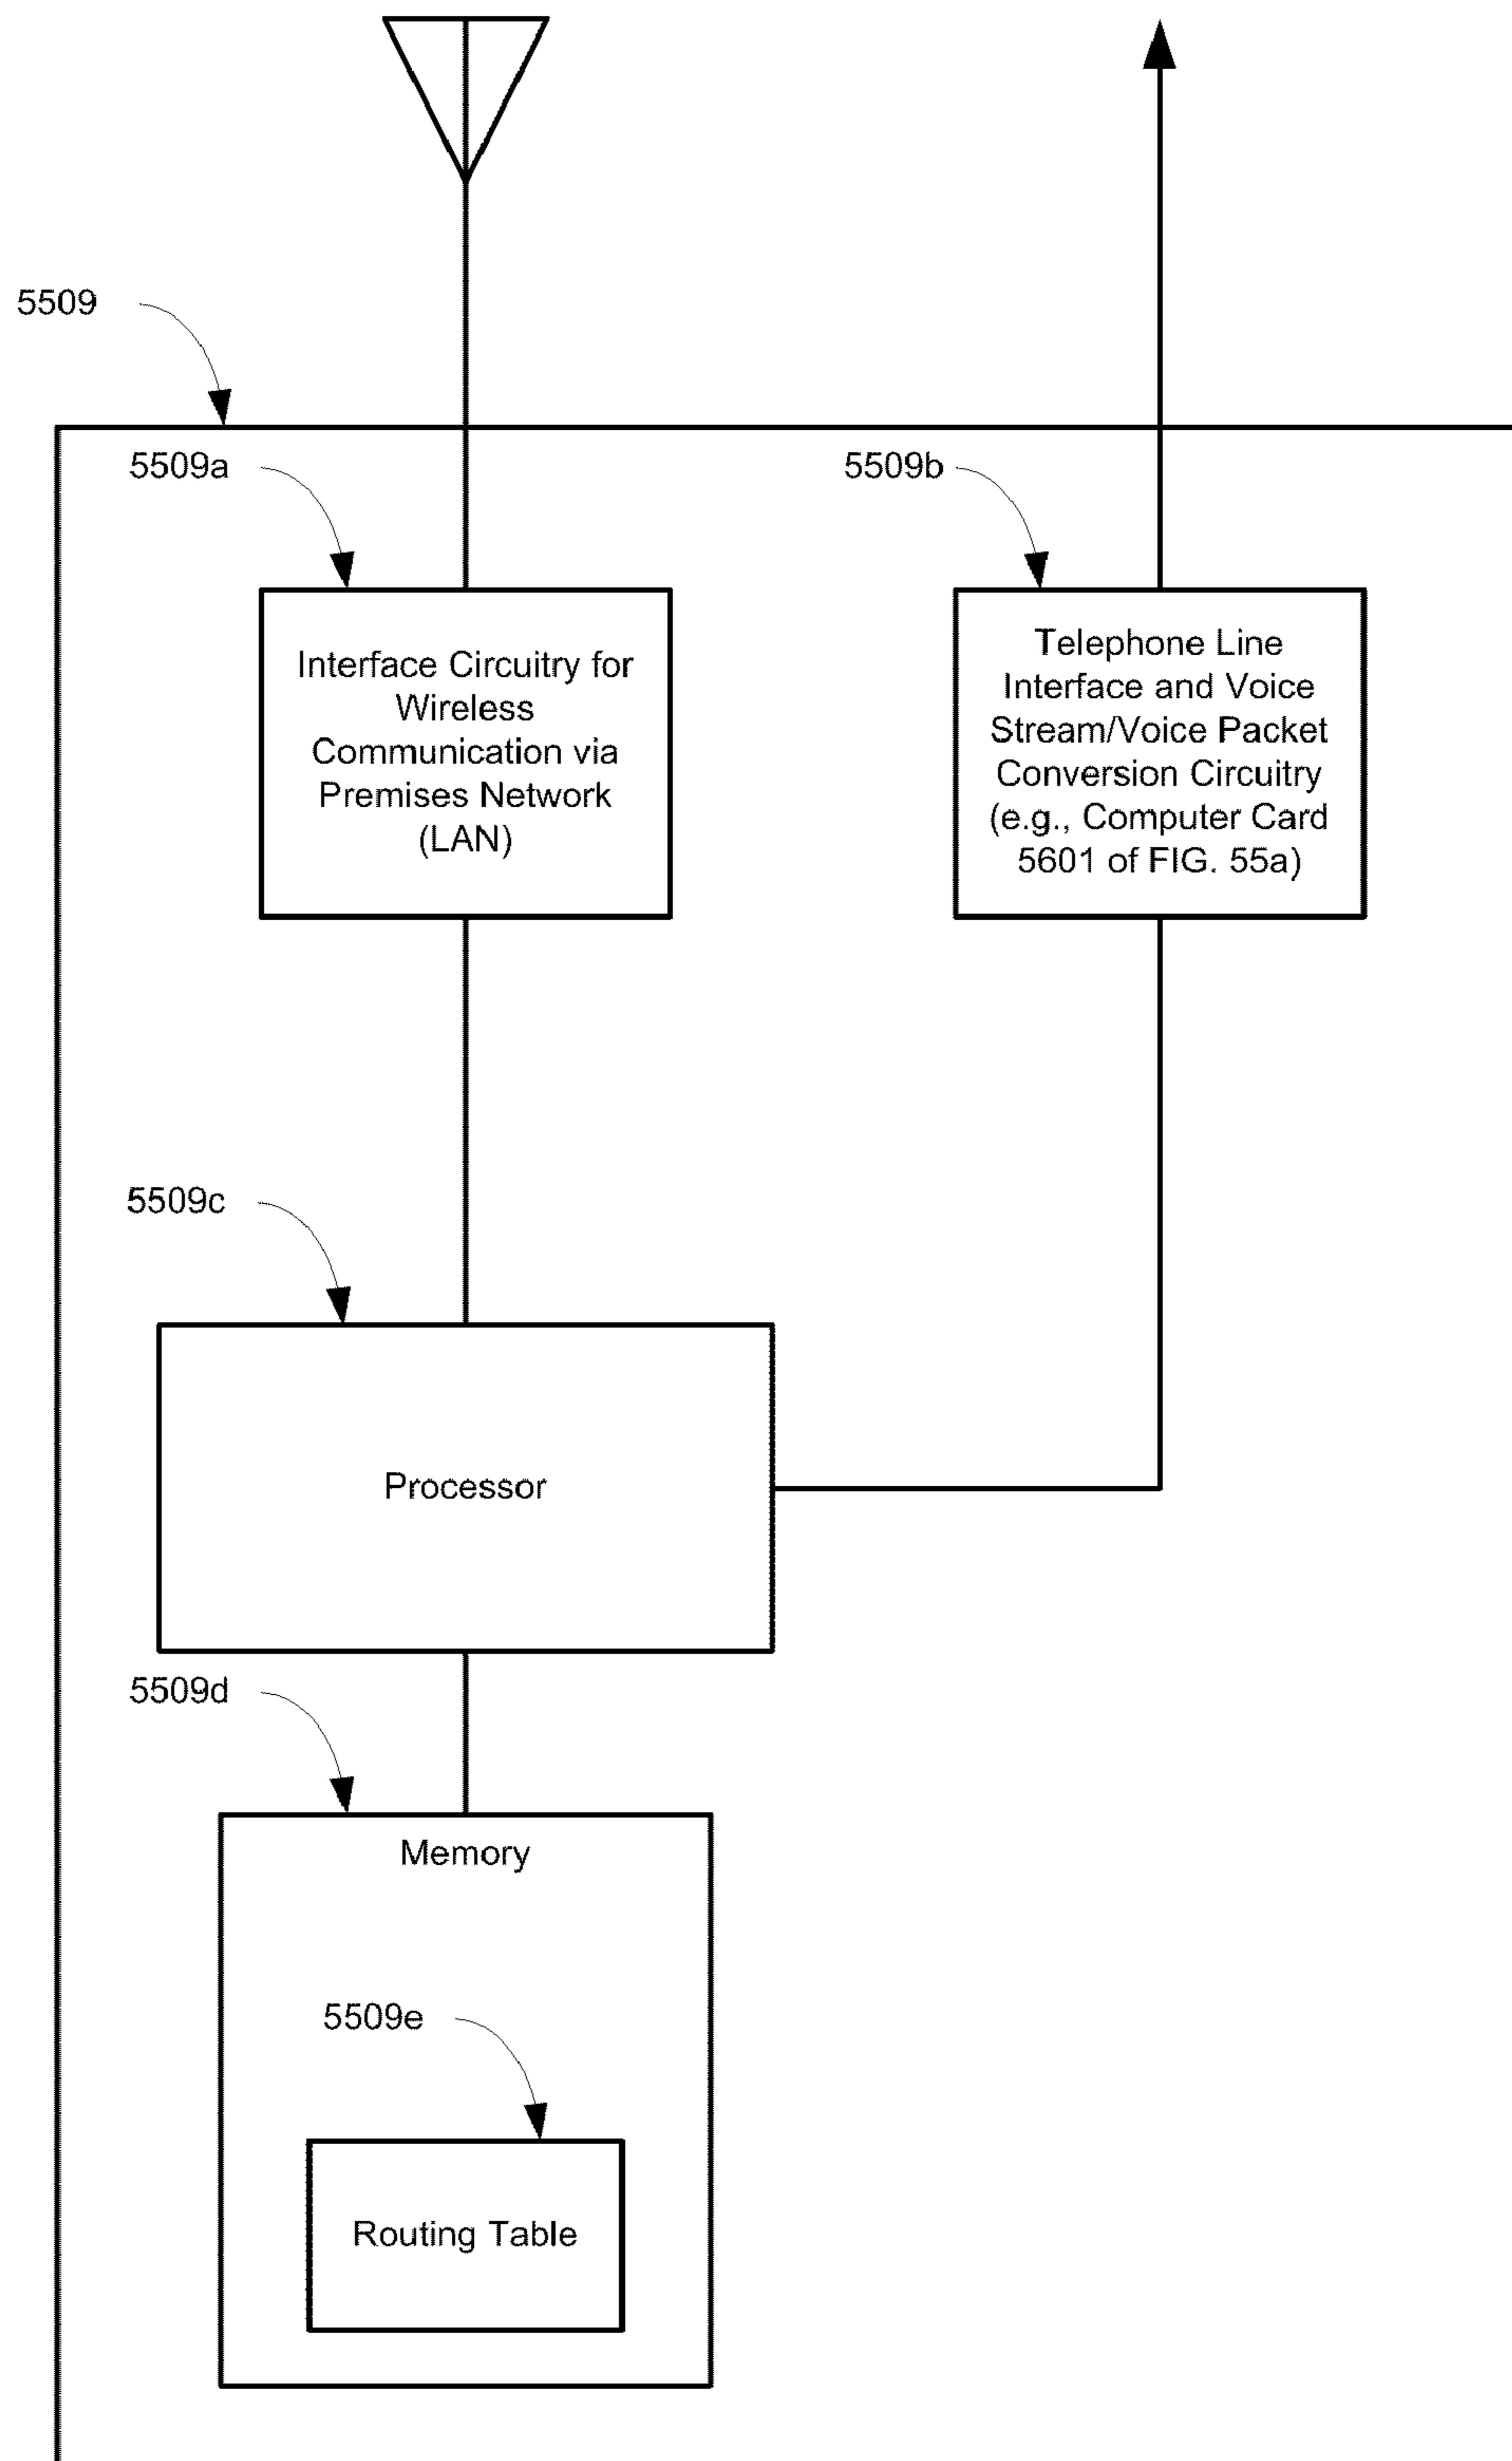 5509
5509a
5509b
Interface Circuitry for
Wireless
Communication via
Premises Network
(LAN)
Telephone Line
Interface and Voice
Stream/Voice Packet
Conversion Circuitry
(e.g., Computer Card
5601 of FIG. 55a)
5509c
Processor
5509d
Memory
5509e
Routing Table